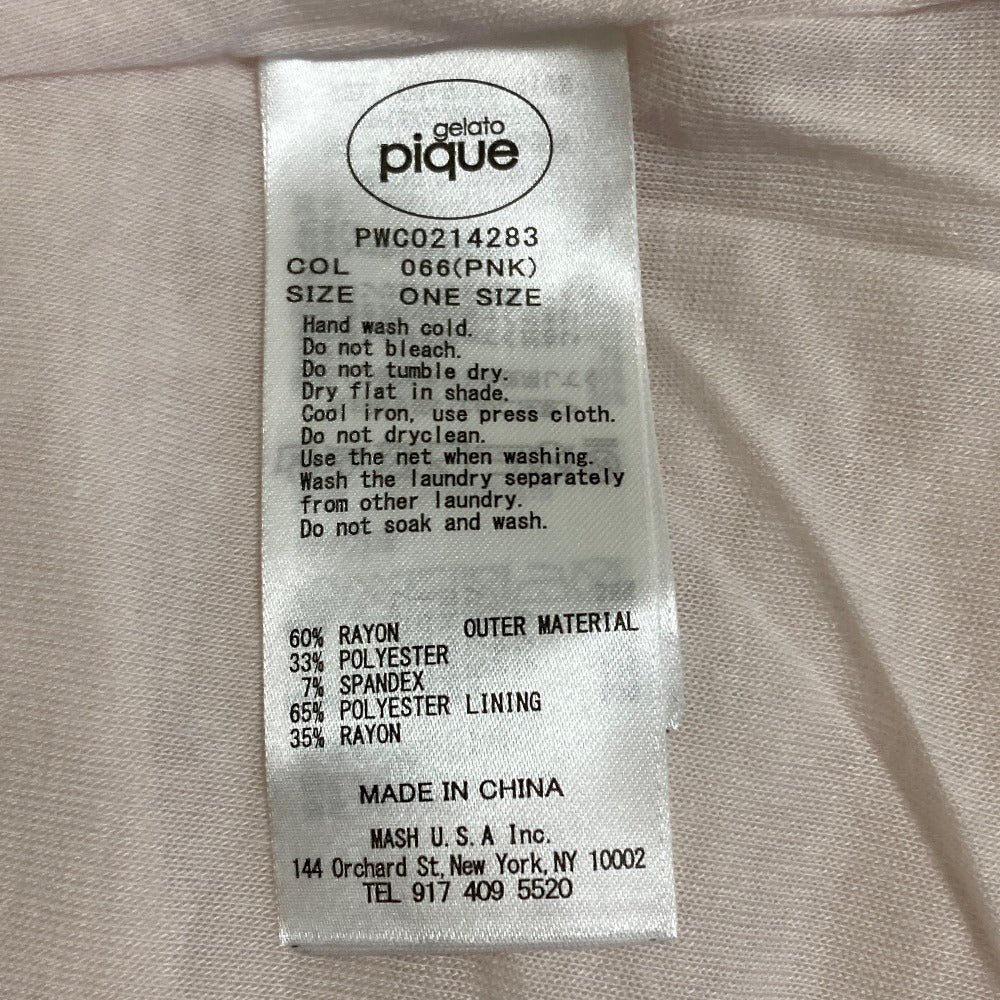 gelato
pique
PWCO214283
COL 066(PNK)
SIZE ONE SIZE
Hand wash cold.
Do not bleach.
Do not tumble dry.
Dry flat in shade.
Cool iron, use press cloth.
Do not dryclean.
Use the net when washing.
Wash the laundry separately
from other laundry.
Do not soak and wash.
60% RAYON OUTER MATERIAL
33% POLYESTER
7% SPANDEX
65% POLYESTER LINING
35% RAYON
MADE IN CHINA
MASH U.S.A Inc.
144 Orchard St, New York, NY 10002
TEL 917 409 5520